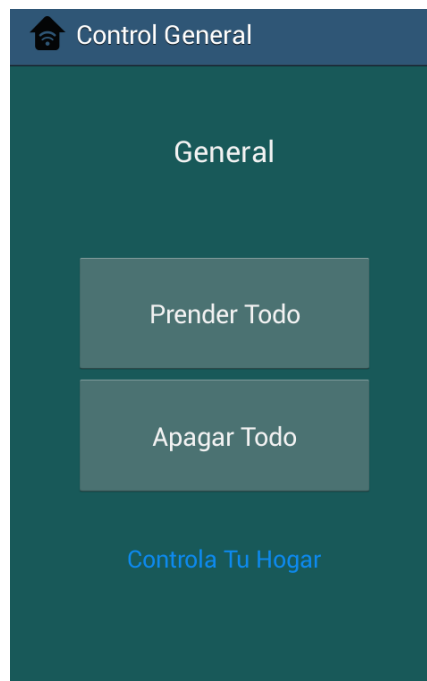 Control General
General
Prender Todo
Apagar Todo
Controla Tu Hogar